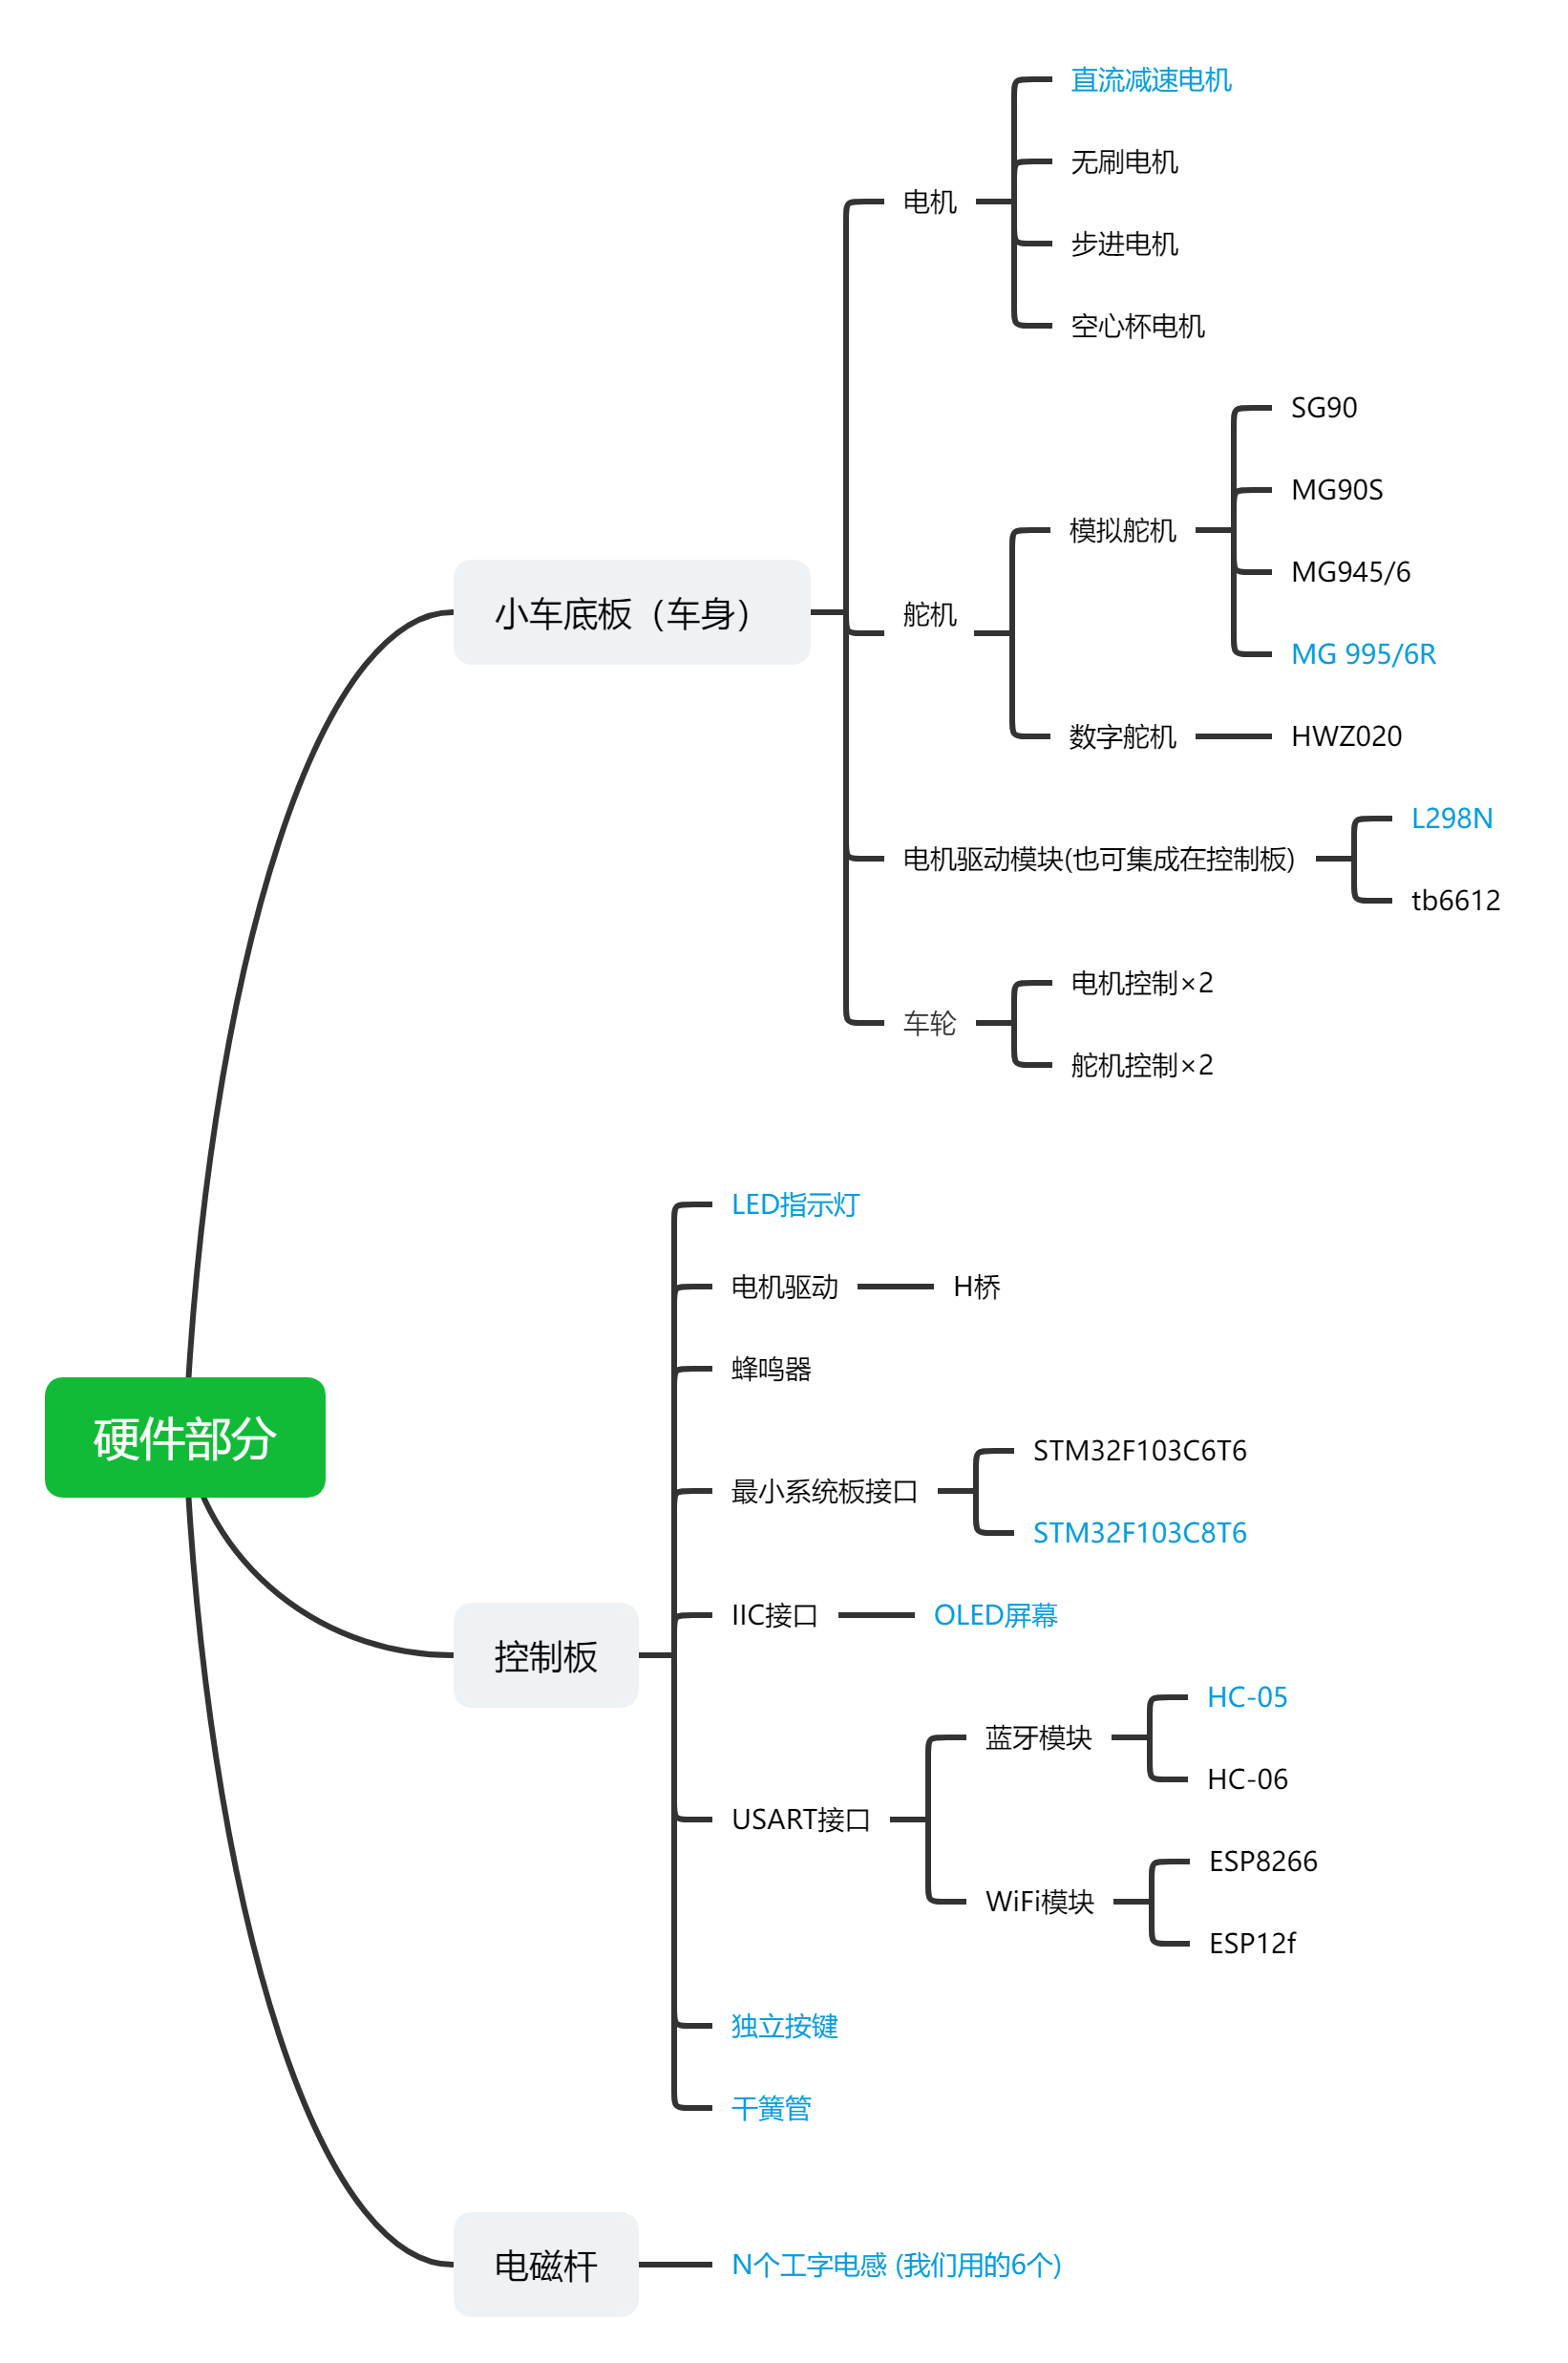 硬件部分
小车底板（车身）
电机
直流减速电机
无刷电机
步进电机
空心杯电机
舵机
模拟舵机
SG90
MG90S
MG945/6
MG 995/6R
数字舵机
HWZ020
电机驱动模块(也可集成在控制板)
L298N
tb6612
车轮
电机控制×2
舵机控制×2
控制板
LED指示灯
电机驱动
H桥
蜂鸣器
最小系统板接口
STM32F103C6T6
STM32F103C8T6
IIC接口
OLED屏幕
USART接口
蓝牙模块
HC-05
HC-06
WiFi模块
ESP8266
ESP12f
独立按键
干簧管
电磁杆
N个工字电感 (我们用的6个)